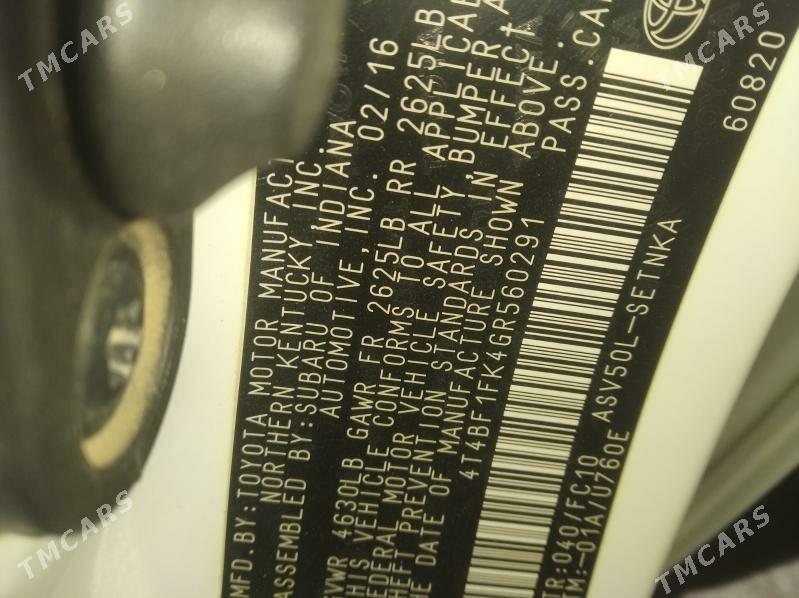 MFD.BY:TOYOTA MOTOR MANUFACT
NORTHERN KENTUCKY, INC.
ASSEMBLED BY:SUBARU OF INDIANA
AUTOMOTIVE, INC. 02/16
GVWR 4630LB GAWR FR 2625LB RR 2625LB
THIS VEHICLE CONFORMS TO ALL APPLICAB
FEDERAL MOTOR VEHICLE SAFETY,BUMPER,A
THEFT PREVENTION STANDARDS IN EFFECT
THE DATE OF MANUFACTURE SHOWN ABOVE.
4T4BF1FK4GR560291 PASS.CAR
TR:040/FC10 ASV50L-SETNKA
TM:-01A/U760E
60820
TMCARS
TMCARS
TMCARS
TMCARS
TMCARS